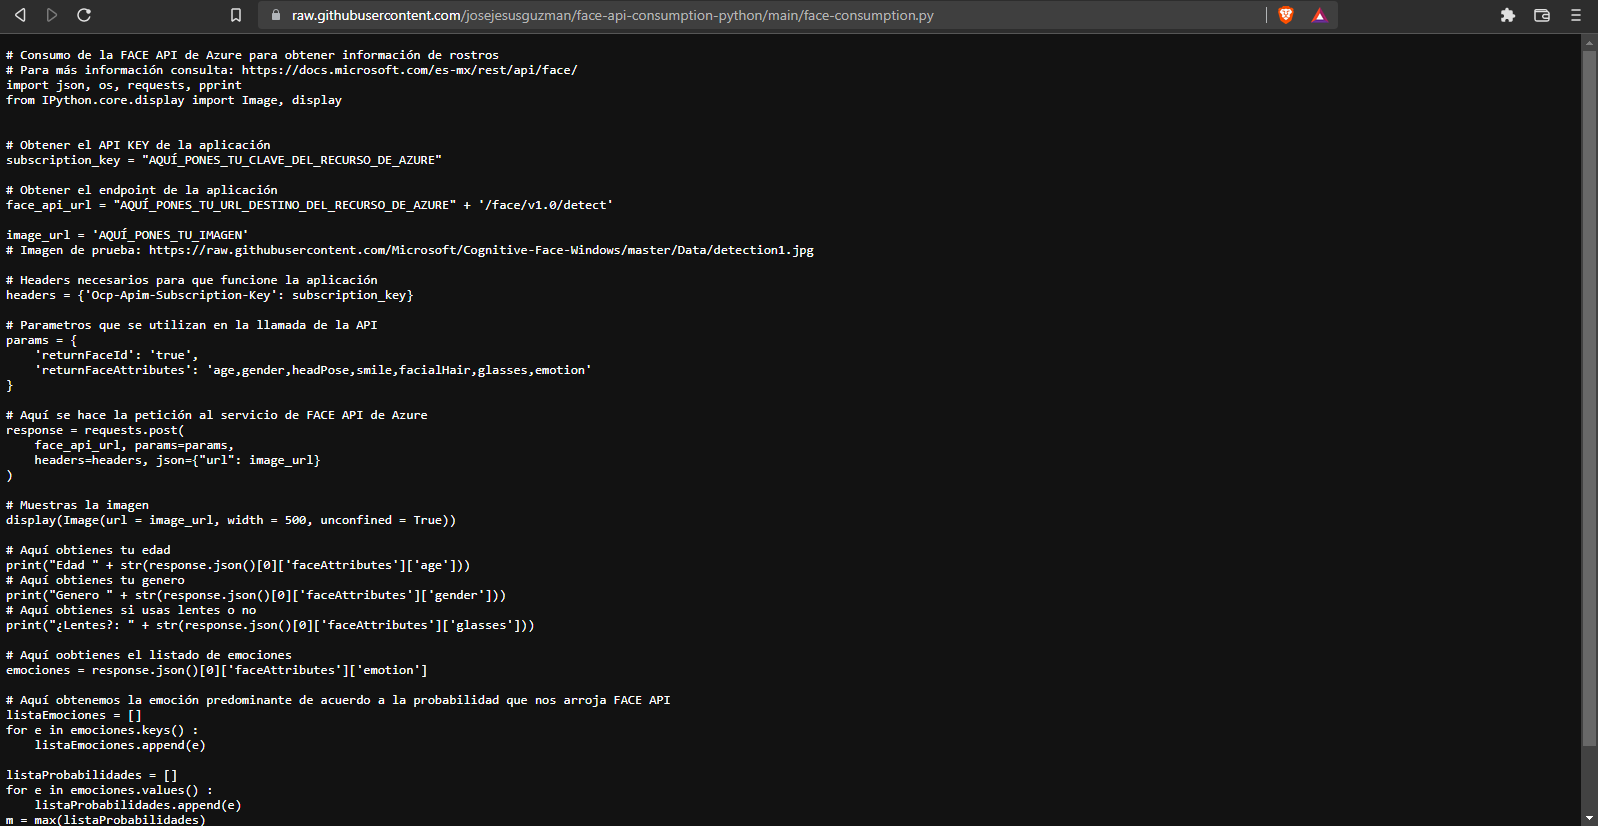 raw.githubusercontent.com/josejesusguzman/face-api-consumption-python/main/face-consumption.py
# Consumo de la FACE API de Azure para obtener información de rostros
# Para más información consulta: https://docs.microsoft.com/es-mx/rest/api/face/
import json, os, requests, pprint
from IPython.core.display import Image, display
# Obtener el API KEY de la aplicación
subscription_key = "AQUÍ_PONES_TU_CLAVE_DEL_RECURSO_DE_AZURE"
# Obtener el endpoint de la aplicación
face_api_url = "AQUÍ_PONES_TU_URL_DESTINO_DEL_RECURSO_DE_AZURE" + '/face/v1.0/detect'
image_url = 'AQUÍ_PONES_TU_IMAGEN'
# Imagen de prueba: https://raw.githubusercontent.com/Microsoft/Cognitive-Face-Windows/master/Data/detection1.jpg
# Headers necesarios para que funcione la aplicación
headers = {'Ocp-Apim-Subscription-Key': subscription_key}
# Parametros que se utilizan en la llamada de la API
params = {
    'returnFaceId': 'true',
    'returnFaceAttributes': 'age,gender,headPose,smile,facialHair,glasses,emotion'
}
# Aquí se hace la petición al servicio de FACE API de Azure
response = requests.post(
    face_api_url, params=params,
    headers=headers, json={"url": image_url}
)
# Muestras la imagen
display(Image(url = image_url, width = 500, unconfined = True))
# Aquí obtienes tu edad
print("Edad " + str(response.json()[0]['faceAttributes']['age']))
# Aquí obtienes tu genero
print("Genero " + str(response.json()[0]['faceAttributes']['gender']))
# Aquí obtienes si usas lentes o no
print("¿Lentes?: " + str(response.json()[0]['faceAttributes']['glasses']))
# Aquí oobtienes el listado de emociones
emociones = response.json()[0]['faceAttributes']['emotion']
# Aquí obtenemos la emoción predominante de acuerdo a la probabilidad que nos arroja FACE API
listaEmociones = []
for e in emociones.keys() :
    listaEmociones.append(e)
listaProbabilidades = []
for e in emociones.values() :
    listaProbabilidades.append(e)
m = max(listaProbabilidades)